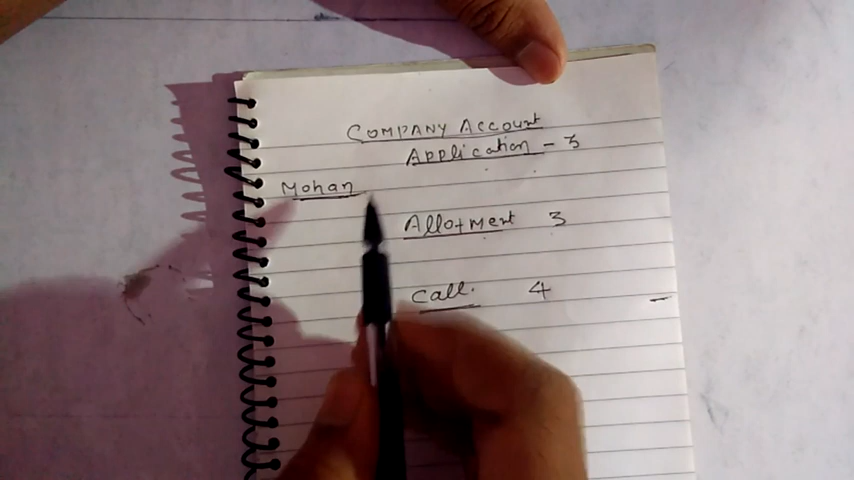 COMPANY ACCOUNT
Application - 3
Mohan
Allotment 3
Call. 4